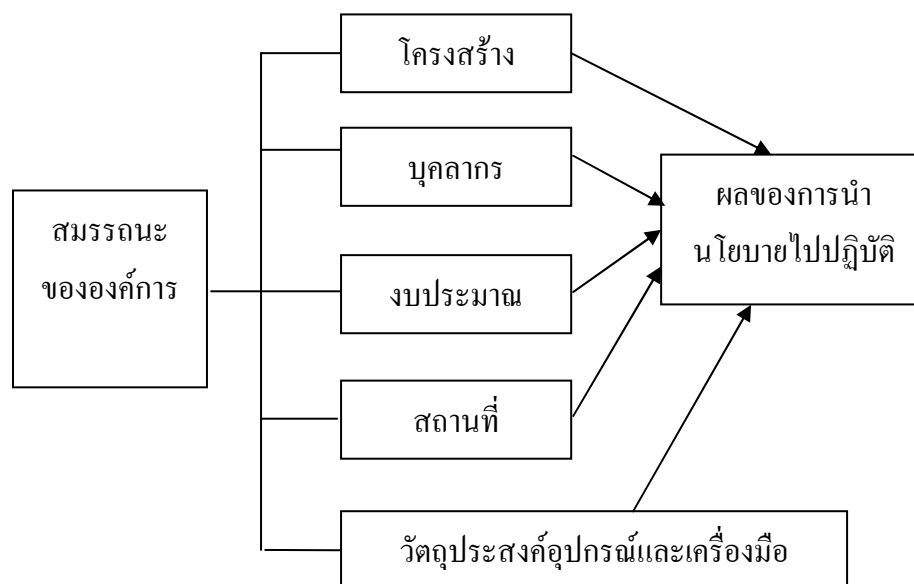 โครงสร้าง
บุคลากร
สมรรถนะ
ขององค์การ
งบประมาณ
สถานที่
วัตถุประสงค์อุปกรณ์และเครื่องมือ
ผลของการนำ
นโยบายไปปฏิบัติ